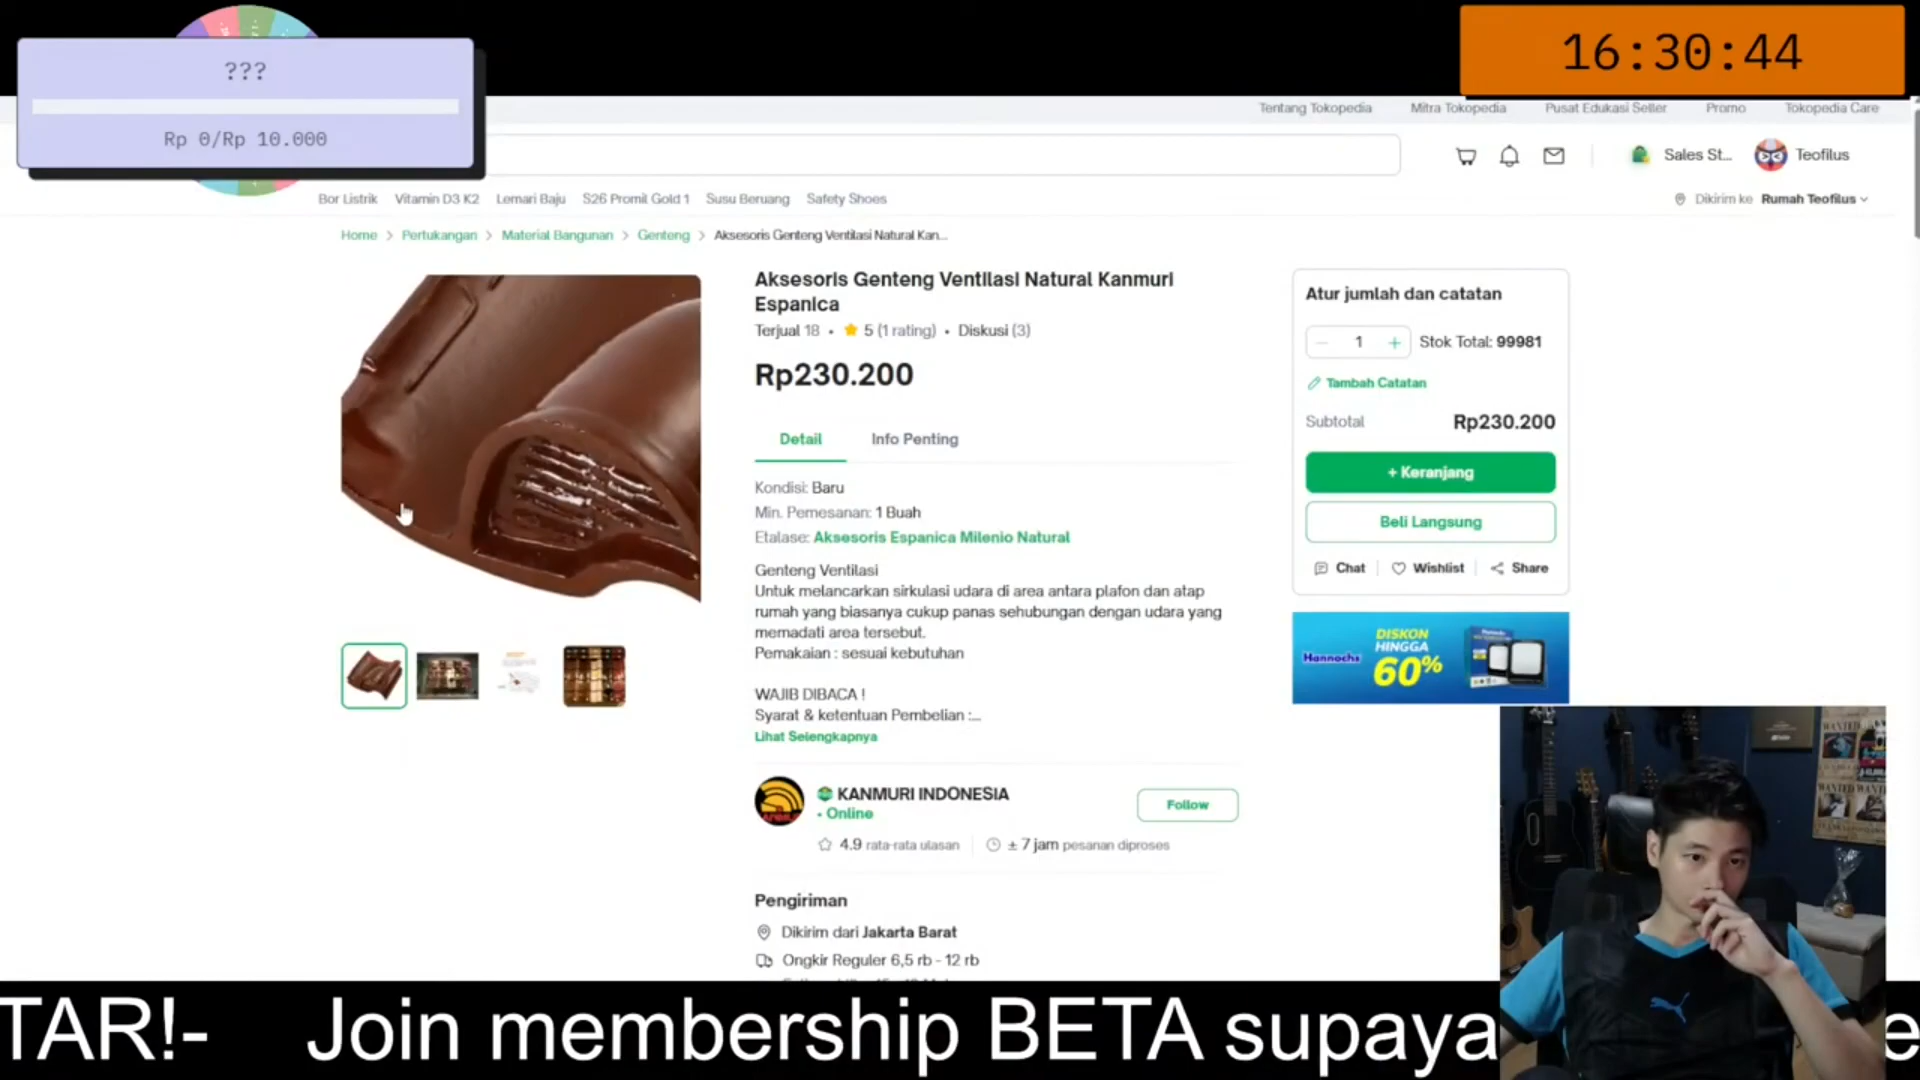 ???
Rp 0/Rp 10.000
16:30:44
Tentang Tokopedia
Mitra Tokopedia
Pusat Edukasi Seller
Promo
Tokopedia Care
Sales St...
Teofilus
Bor Listrik
Vitamin D3 K2
Lemari Baju
S26 Promil Gold 1
Susu Beruang
Safety Shoes
Dikirim ke Rumah Teofilus
Home > Pertukangan > Material Bangunan > Genteng > Aksesoris Genteng Ventilasi Natural Kan...
Aksesoris Genteng Ventilasi Natural Kanmuri
Espanica
Terjual 18 • 5 (1 rating) • Diskusi (3)
Rp230.200
Detail
Info Penting
Kondisi: Baru
Min. Pemesanan: 1 Buah
Etalase: Aksesoris Espanica Milenio Natural
Genteng Ventilasi
Untuk melancarkan sirkulasi udara di area antara plafon dan atap
rumah yang biasanya cukup panas sehubungan dengan udara yang
memadati area tersebut.
Pemakaian : sesuai kebutuhan
WAJIB DIBACA !
Syarat & ketentuan Pembelian :...
Lihat Selengkapnya
KANMURI INDONESIA
• Online
Follow
4.9 rata-rata ulasan
± 7 jam pesanan diproses
Pengiriman
Dikirim dari Jakarta Barat
Ongkir Reguler 6,5 rb - 12 rb
Atur jumlah dan catatan
1
Stok Total: 99981
Tambah Catatan
Subtotal
Rp230.200
+ Keranjang
Beli Langsung
Chat
Wishlist
Share
Hannochs
DISKON
HINGGA
60%
WANTED
WANTED
TAR!- Join membership BETA supaya
e